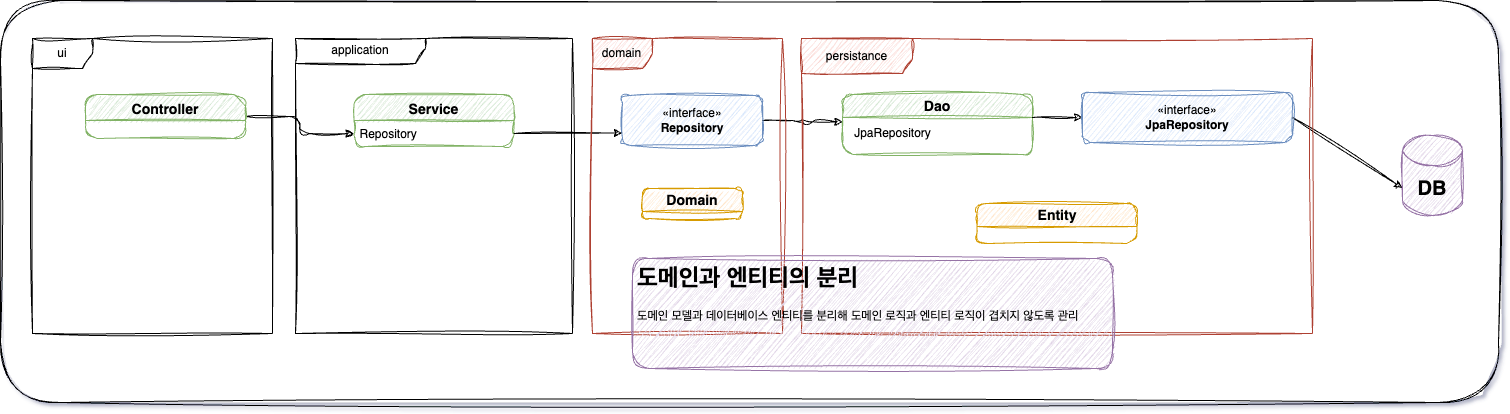 ui
application
domain
persistance
Controller
Service
Repository
«interface»
Repository
Dao
JpaRepository
«interface»
JpaRepository
DB
Domain
Entity
도메인과 엔티티의 분리
도메인 모델과 데이터베이스 엔티티를 분리해 도메인 로직과 엔티티 로직이 겹치지 않도록 관리